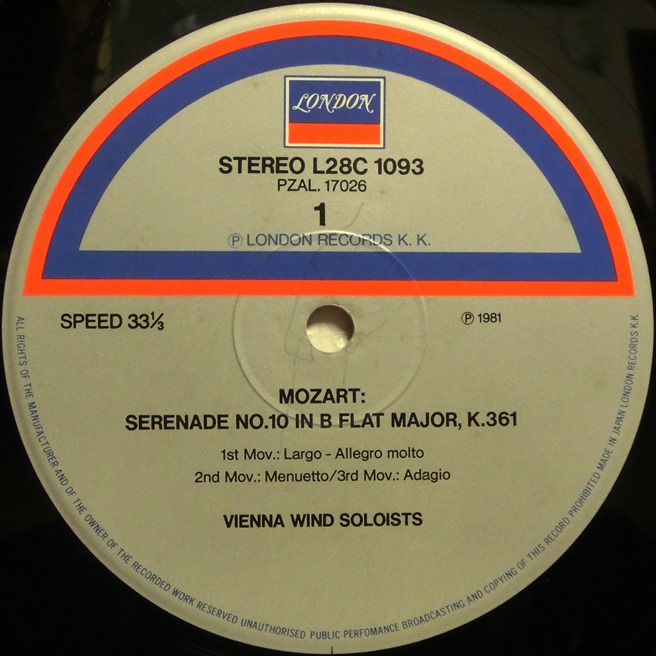 LONDON
STEREO L28C 1093
PZAL. 17026
1
Ⓟ LONDON RECORDS K. K.
SPEED 33⅓
Ⓟ 1981
MOZART:
SERENADE NO.10 IN B FLAT MAJOR, K.361
1st Mov.: Largo - Allegro molto
2nd Mov.: Menuetto/3rd Mov.: Adagio
VIENNA WIND SOLOISTS
ALL RIGHTS OF THE MANUFACTURER AND OF THE OWNER OF THE RECORDED WORK RESERVED UNAUTHORISED PUBLIC PERFOMANCE BROADCASTING AND COPYING OF THIS RECORD PROHIBITED MADE IN JAPAN LONDON RECORDS K.K.